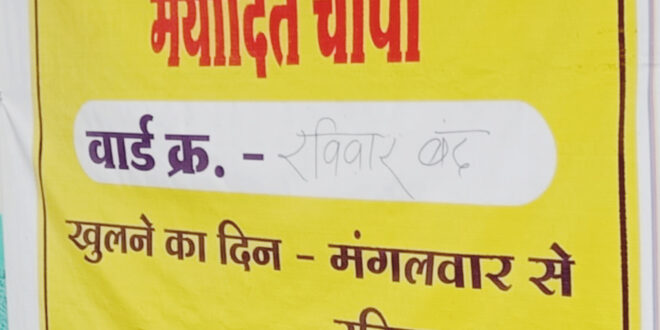 मर्यादित चांपा
वार्ड क्र. - रविवार बंद
खुलने का दिन - मंगलवार से